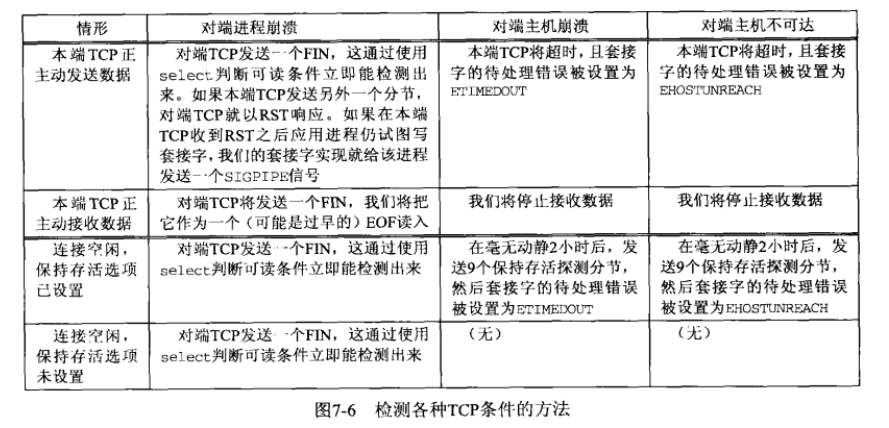 情形 对端进程崩溃 对端主机崩溃 对端主机不可达
本端TCP正
主动发送数据
对端TCP发送一个FIN，这通过使用
select判断可读条件立即能检测出
来。如果本端TCP发送另外一个分节，
对端TCP就以RST响应。如果在本端
TCP收到RST之后应用进程仍试图写
套接字，我们的套接字实现就给该进程
发送一个SIGPIPE信号
本端TCP将超时，且套接
字的待处理错误被设置为
ETIMEDOUT
本端TCP将超时，且套接
字的待处理错误被设置为
EHOSTUNREACH
本端TCP正
主动接收数据
对端TCP将发送一个FIN，我们将把
它作为一个（可能是过早的）EOF读入
我们将停止接收数据
我们将停止接收数据
连接空闲，
保持存活选项
已设置
对端TCP发送一个FIN，这通过使用
select判断可读条件立即能检测出来
在毫无动静2小时后，发
送9个保持存活探测分节，
然后套接字的待处理错误
被设置为ETIMEDOUT
在毫无动静2小时后，发
送9个保持存活探测分节，
然后套接字的待处理错误
被设置为EHOSTUNREACH
连接空闲，
保持存活选项
未设置
对端TCP发送一个FIN，这通过使用
select判断可读条件立即能检测出来
（无）
（无）
图7-6 检测各种TCP条件的方法